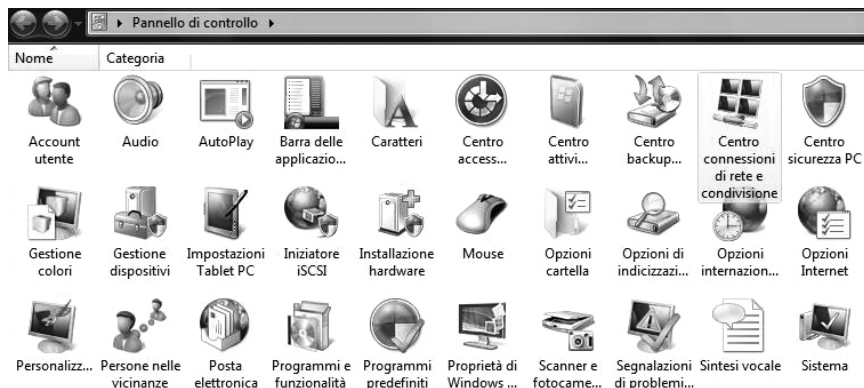 Pannello di controllo
Nome Categoria
Account utente
Audio
AutoPlay
Barra delle applicazio...
Caratteri
Centro access...
Centro attivi...
Centro backup...
Centro connessioni di rete e condivisione
Centro sicurezza PC
Gestione colori
Gestione dispositivi
Impostazioni Tablet PC
Iniziatore iSCSI
Installazione hardware
Mouse
Opzioni cartella
Opzioni di indicizzazi...
Opzioni internazion...
Opzioni Internet
Personalizz...
Persone nelle vicinanze
Posta elettronica
Programmi e funzionalità
Programmi predefiniti
Proprietà di Windows ...
Scanner e fotocame...
Segnalazioni di problemi...
Sintesi vocale
Sistema